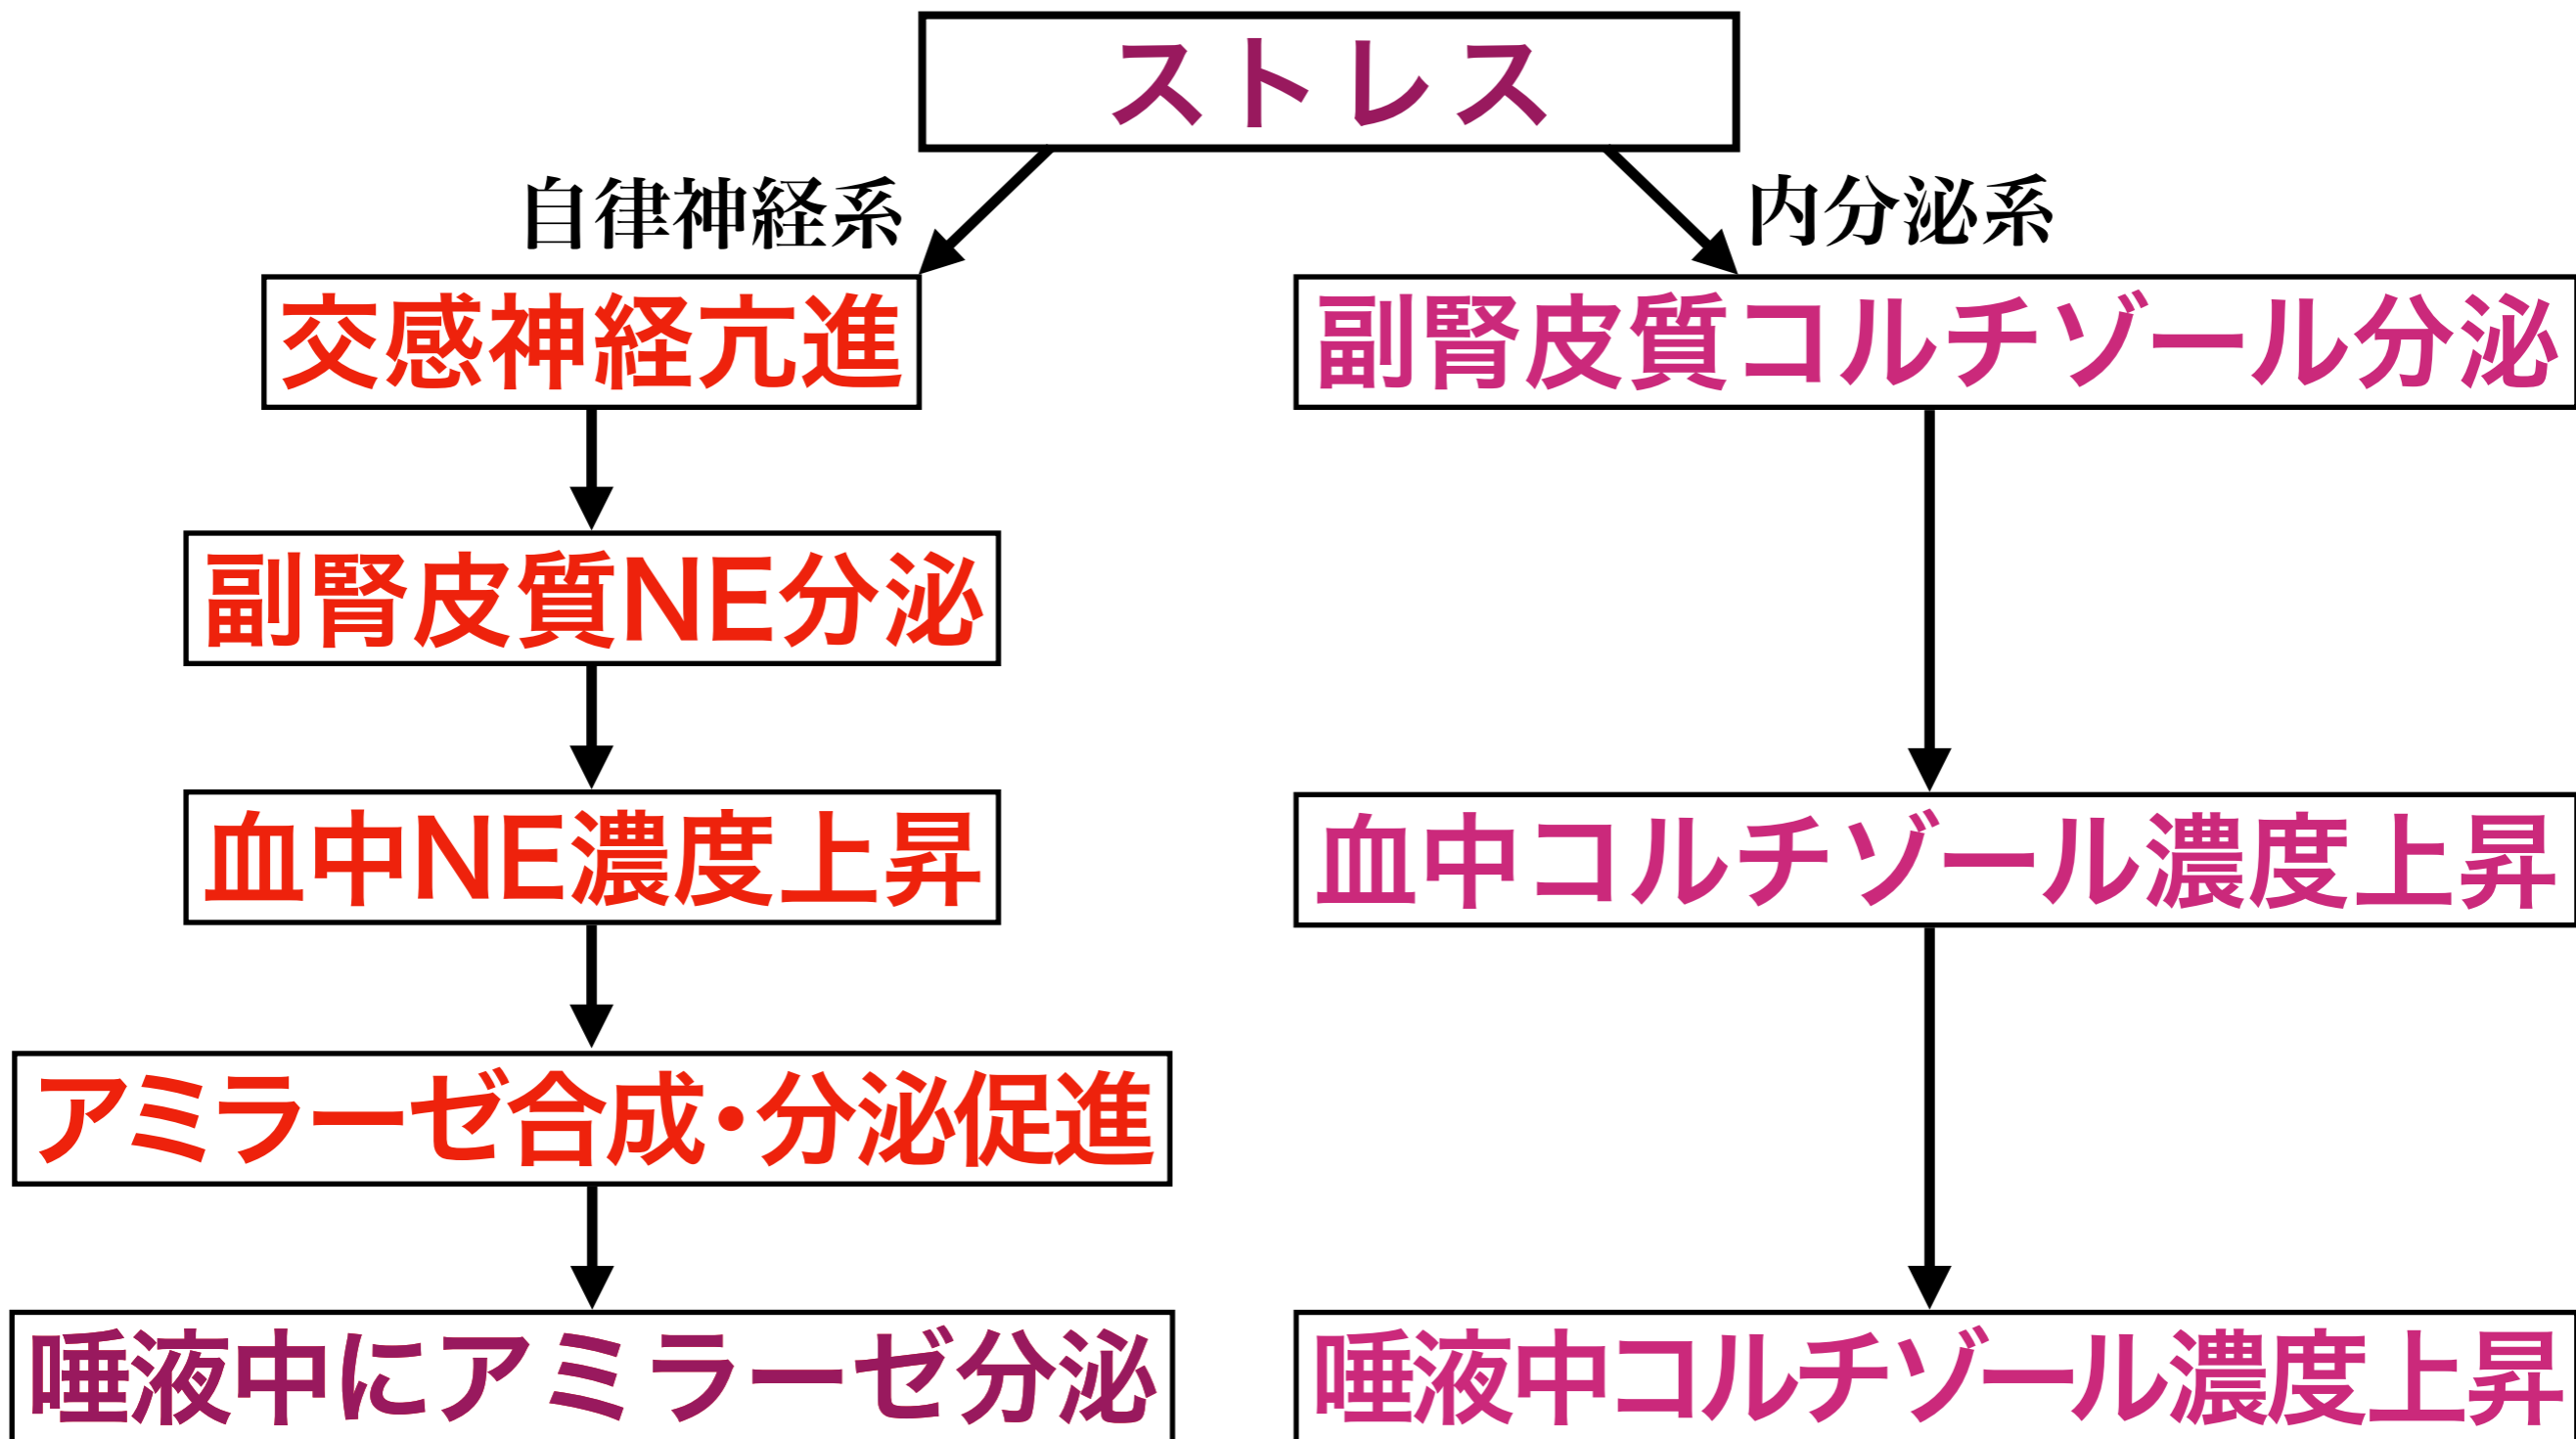 ストレス
自律神経系
内分泌系
交感神経亢進
副腎皮質コルチゾール分泌
副腎皮質NE分泌
血中NE濃度上昇
血中コルチゾール濃度上昇
アミラーゼ合成・分泌促進
唾液中にアミラーゼ分泌
唾液中コルチゾール濃度上昇